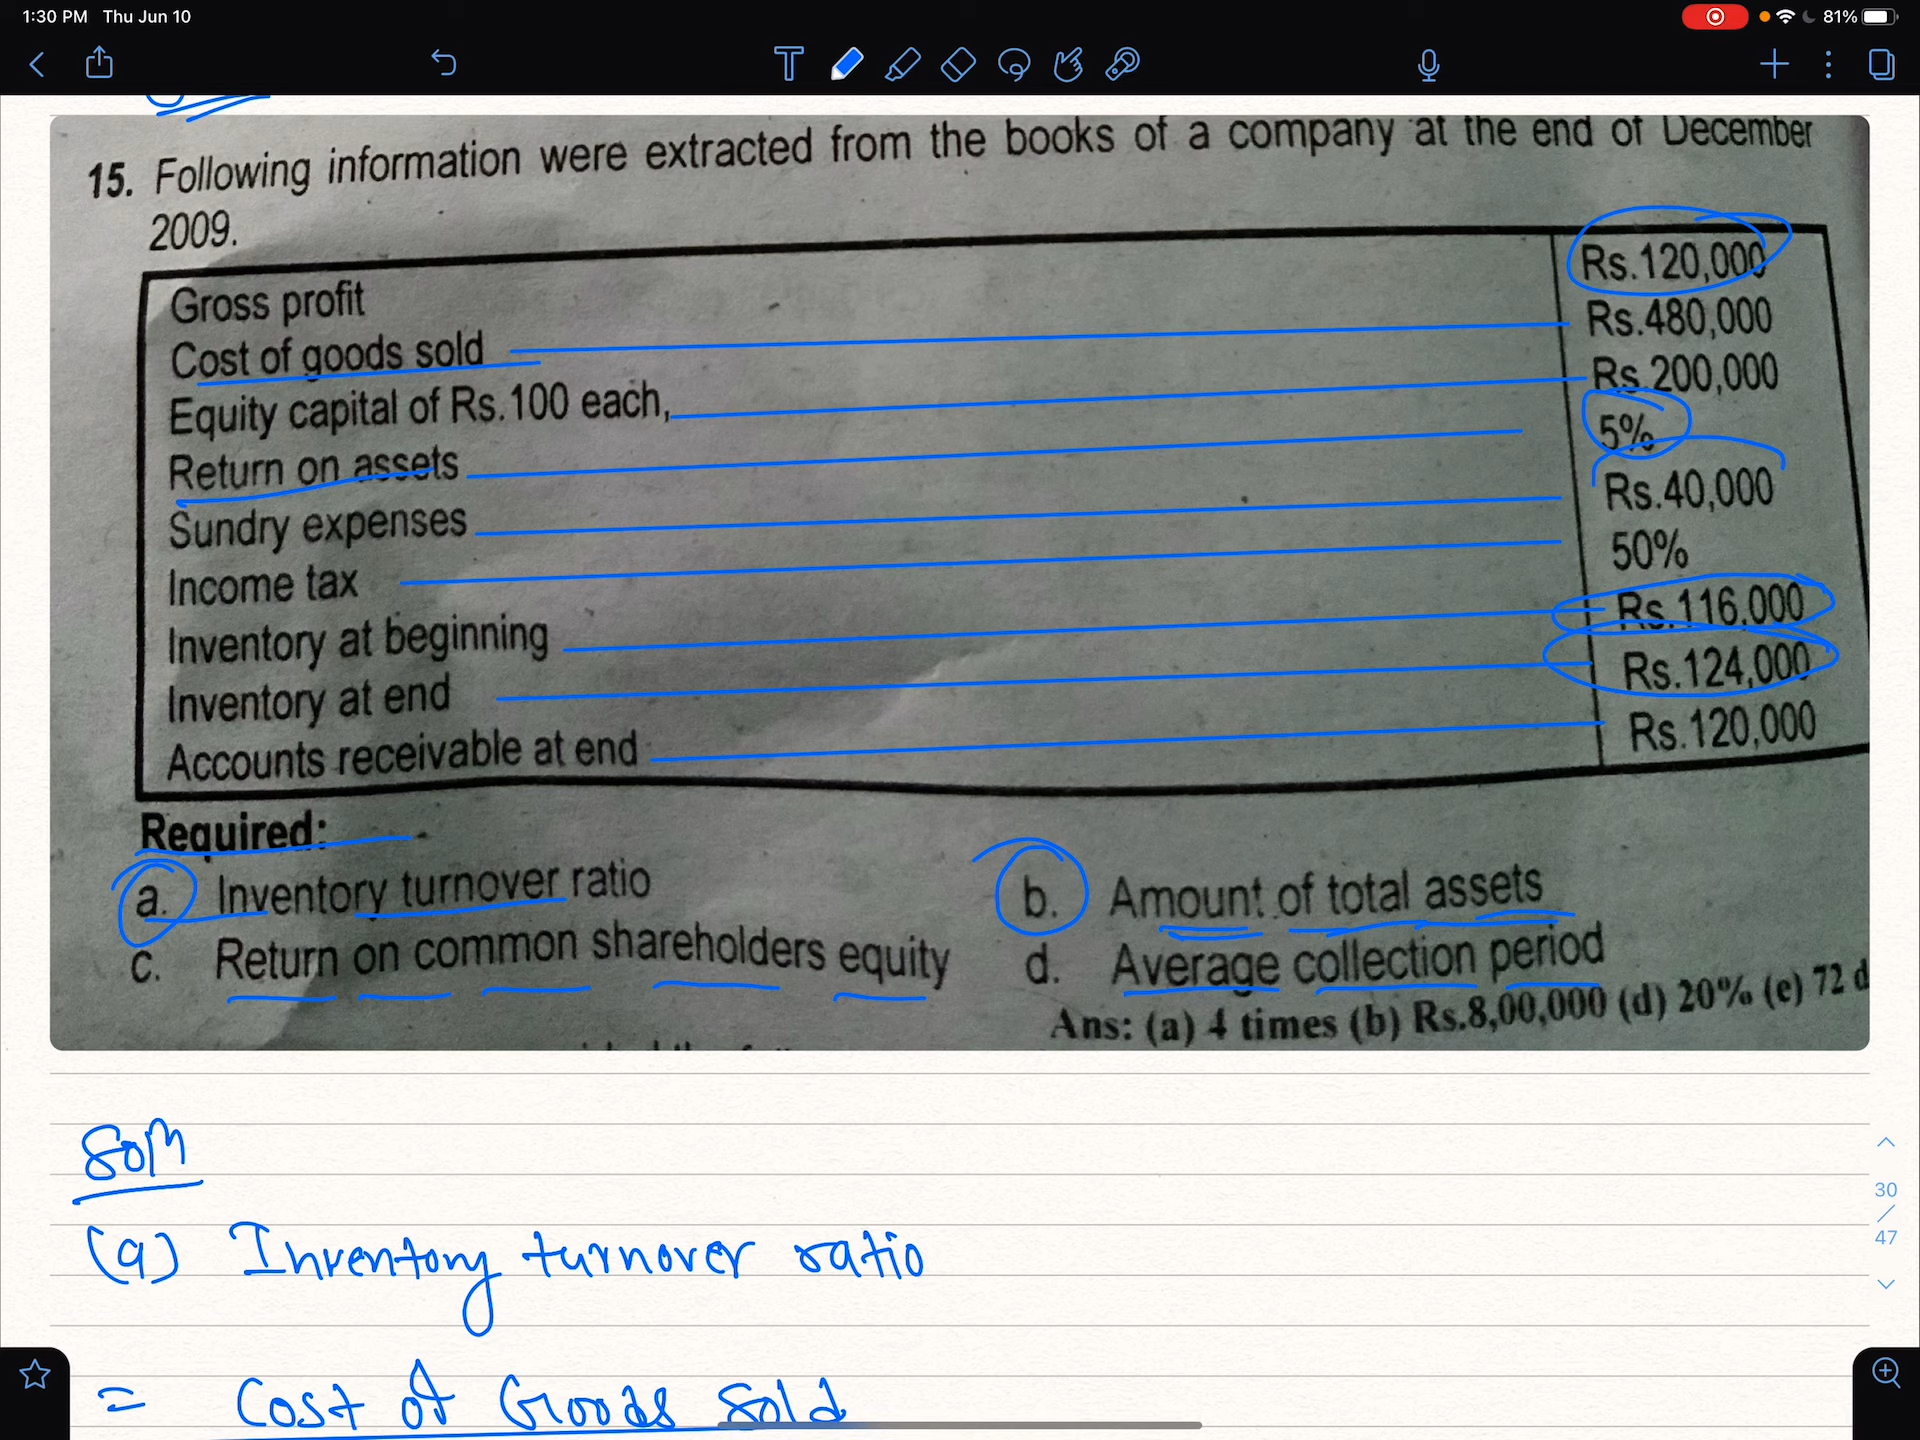 1:30 PM Thu Jun 10
81%
15. Following information were extracted from the books of a company at the end of December
2009.
Gross profit Rs.120,000
Cost of goods sold Rs.480,000
Equity capital of Rs.100 each, Rs.200,000
Return on assets 5%
Sundry expenses Rs.40,000
Income tax 50%
Inventory at beginning Rs.116,000
Inventory at end Rs.124,000
Accounts receivable at end Rs.120,000
Required:
a. Inventory turnover ratio b. Amount of total assets
c. Return on common shareholders equity d. Average collection period
Ans: (a) 4 times (b) Rs.8,00,000 (d) 20% (e) 72 d
Soln
(a) Inventory turnover ratio
= Cost of Goods Sold
30
/
47